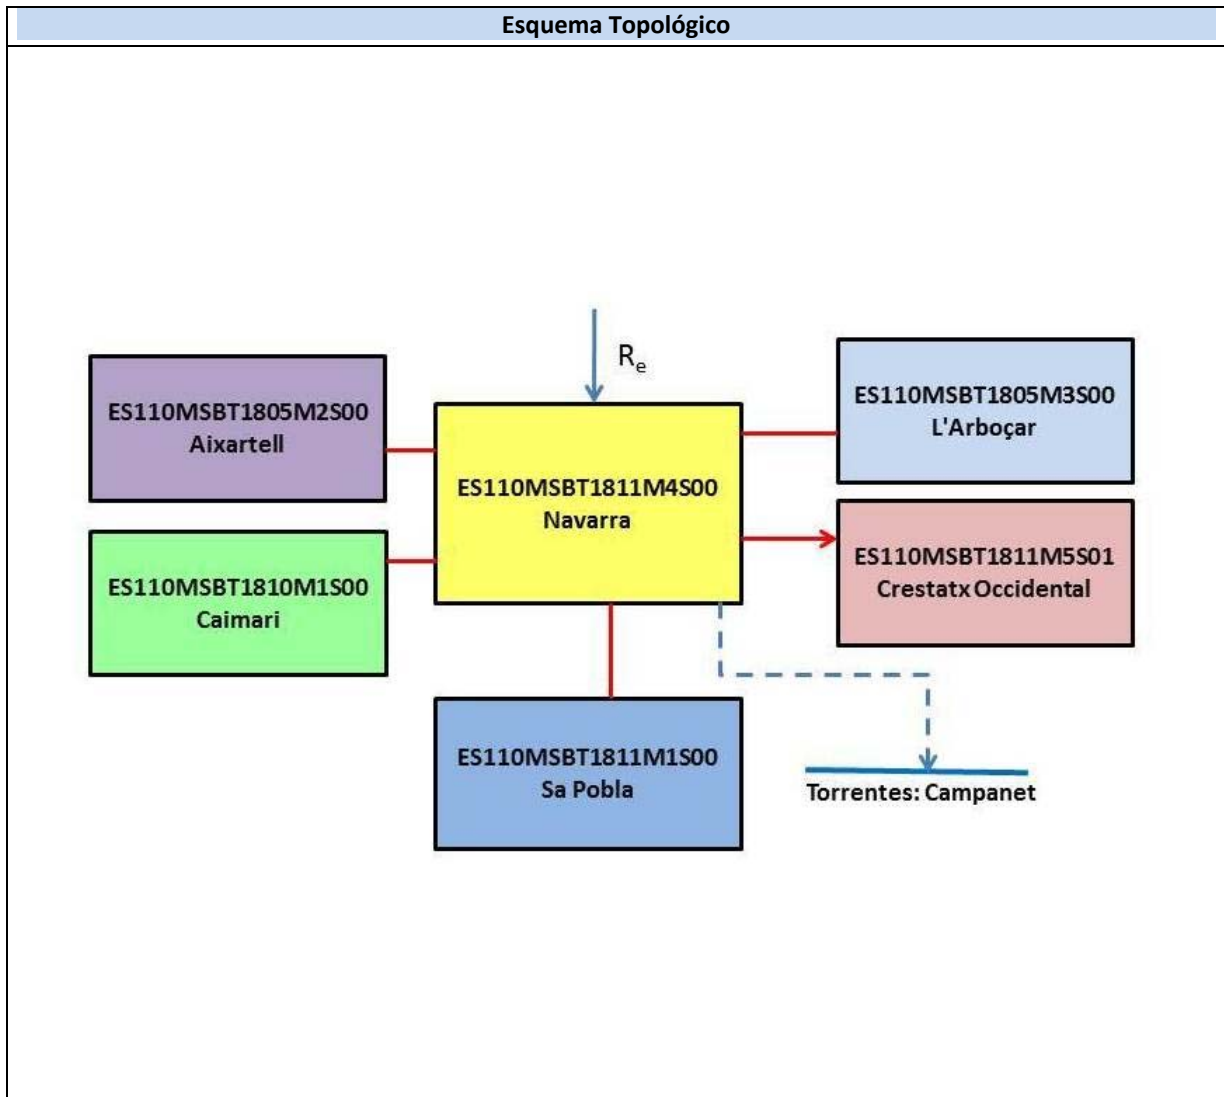 Esquema Topológico
Re
ES110MSBT1805M2S00
Aixartell
ES110MSBT1805M3S00
L'Arboçar
ES110MSBT1811M4S00
Navarra
ES110MSBT1810M1S00
Caimari
ES110MSBT1811M5S01
Crestatx Occidental
ES110MSBT1811M1S00
Sa Pobla
Torrentes: Campanet